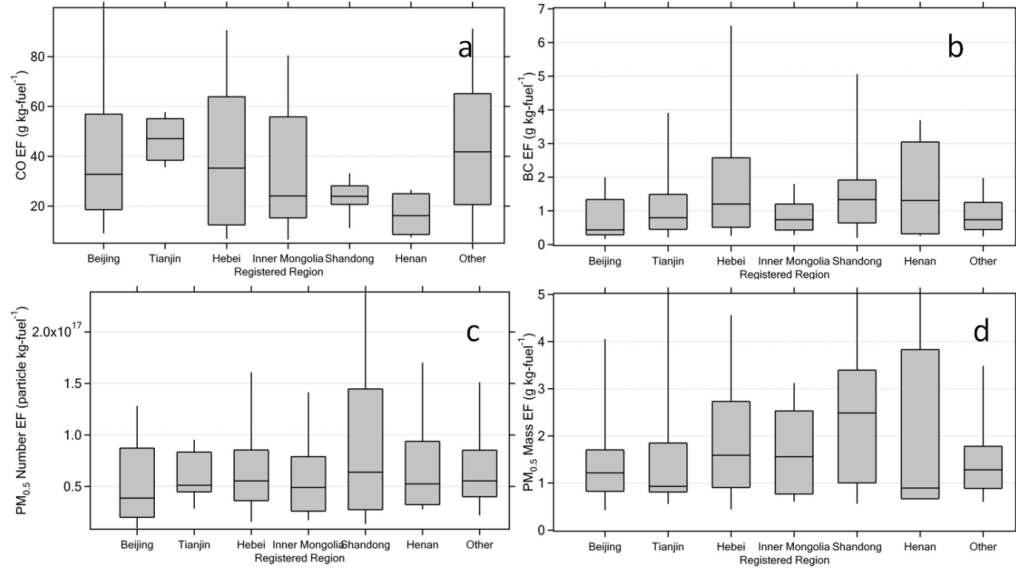 a
CO EF (g kg-fuel⁻¹)
80
60
40
20
Beijing Tianjin Hebei Inner Mongolia Shandong Henan Other
Registered Region
b
BC EF (g kg-fuel⁻¹)
7
6
5
4
3
2
1
0
Beijing Tianjin Hebei Inner Mongolia Shandong Henan Other
Registered Region
c
PM₀.₅ Number EF (particle kg-fuel⁻¹)
2.0x10¹⁷
1.5
1.0
0.5
Beijing Tianjin Hebei Inner Mongolia Shandong Henan Other
Registered Region
d
PM₀.₅ Mass EF (g kg-fuel⁻¹)
5
4
3
2
1
0
Beijing Tianjin Hebei Inner Mongolia Shandong Henan Other
Registered Region